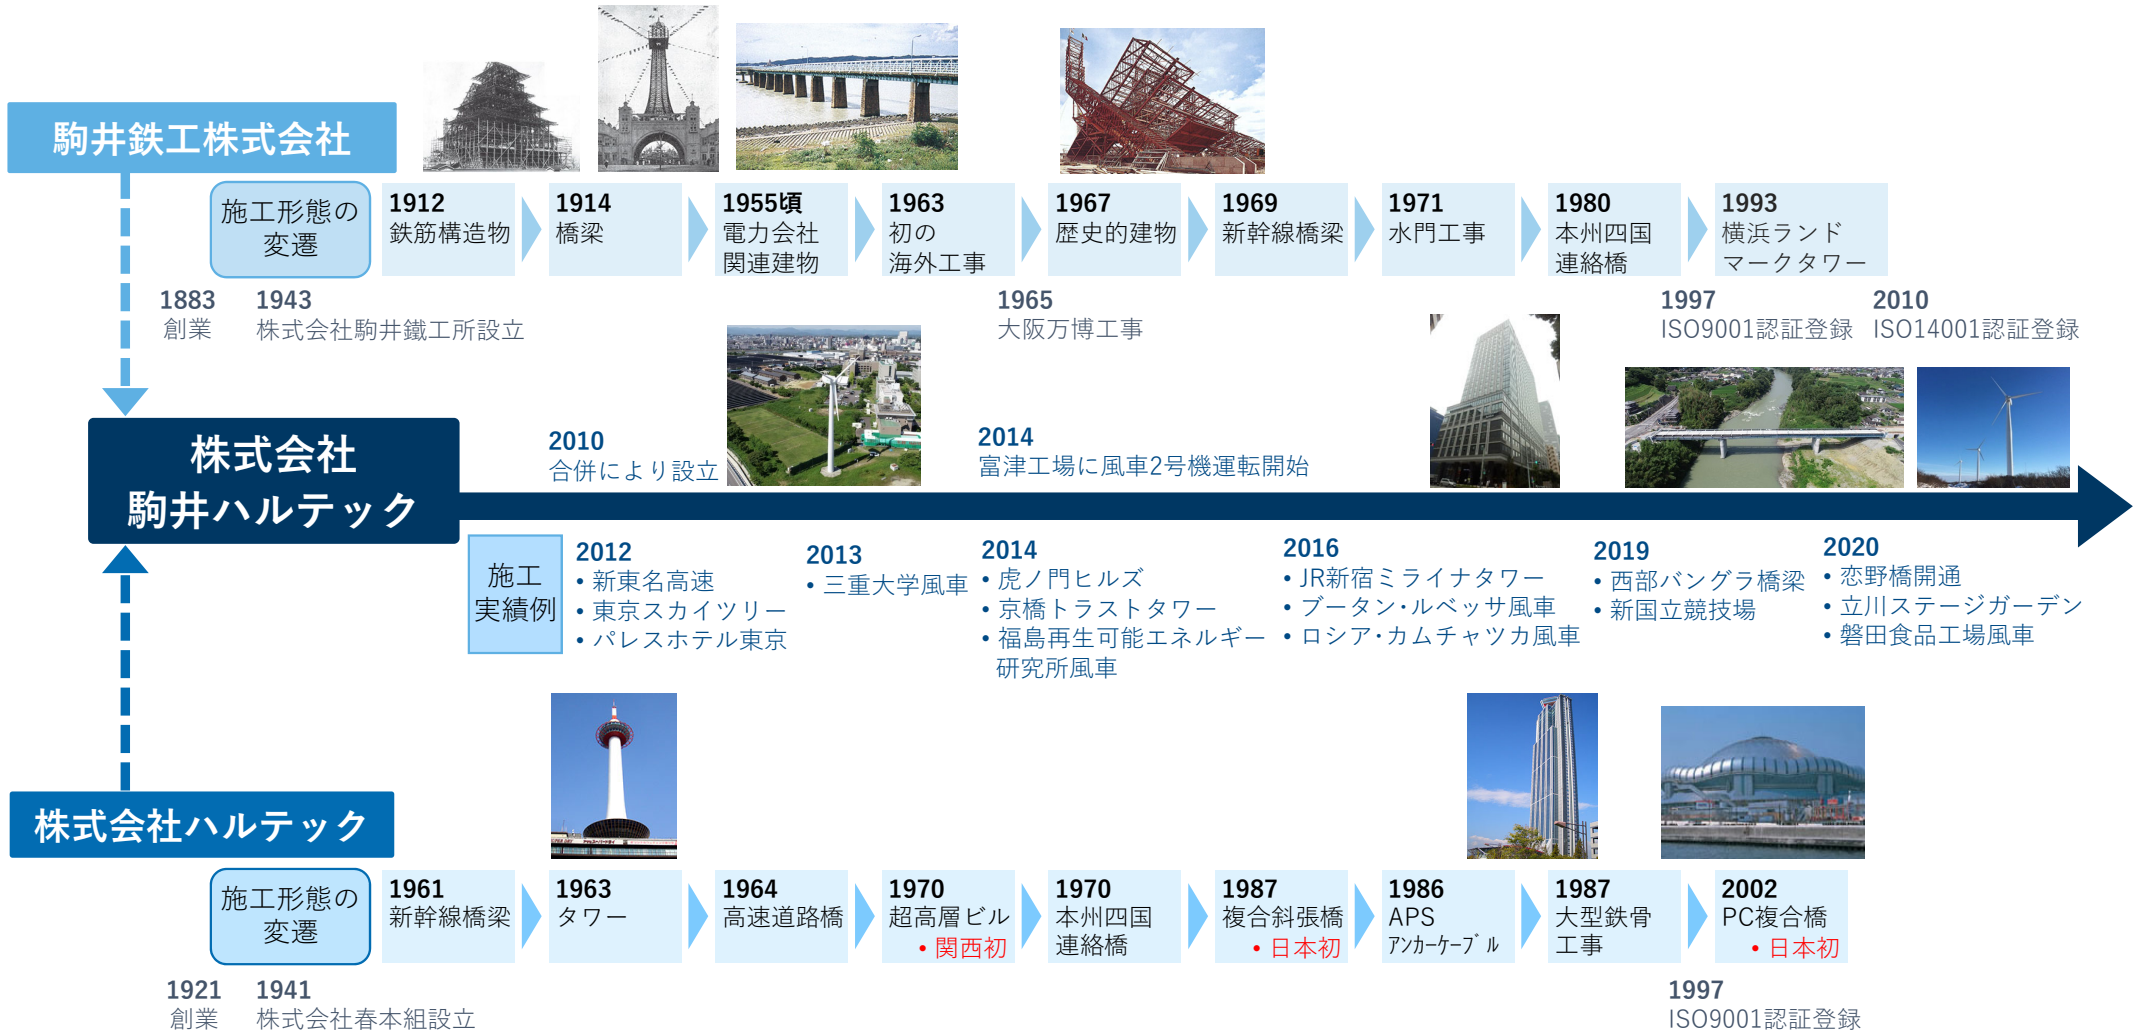 駒井鉄工株式会社
施工形態の
変遷
1912
鉄筋構造物
1914
橋梁
1955頃
電力会社
関連建物
1963
初の
海外工事
1967
歴史的建物
1969
新幹線橋梁
1971
水門工事
1980
本州四国
連絡橋
1993
横浜ランド
マークタワー
1883
創業
1943
株式会社駒井鐵工所設立
1965
大阪万博工事
1997
ISO9001認証登録
2010
ISO14001認証登録
株式会社
駒井ハルテック
2010
合併により設立
2014
富津工場に風車2号機運転開始
施工
実績例
2012
• 新東名高速
• 東京スカイツリー
• パレスホテル東京
2013
• 三重大学風車
2014
• 虎ノ門ヒルズ
• 京橋トラストタワー
• 福島再生可能エネルギー
研究所風車
2016
• JR新宿ミライナタワー
• ブータン・ルベッサ風車
• ロシア・カムチャツカ風車
2019
• 西部バングラ橋梁
• 新国立競技場
2020
• 恋野橋開通
• 立川ステージガーデン
• 磐田食品工場風車
株式会社ハルテック
施工形態の
変遷
1961
新幹線橋梁
1963
タワー
1964
高速道路橋
1970
超高層ビル
• 関西初
1970
本州四国
連絡橋
1987
複合斜張橋
• 日本初
1986
APS
ｱﾝｶｰｹｰﾌﾞﾙ
1987
大型鉄骨
工事
2002
PC複合橋
• 日本初
1921
創業
1941
株式会社春本組設立
1997
ISO9001認証登録